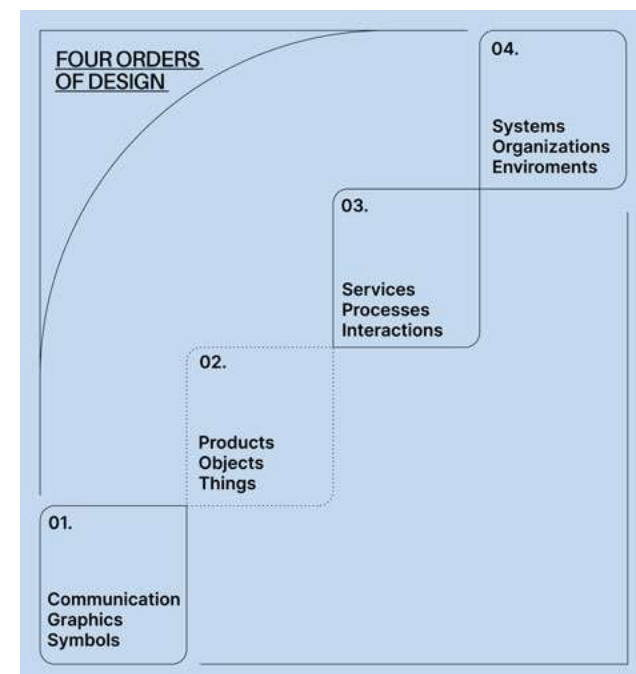 FOUR ORDERS
OF DESIGN
04.
Systems
Organizations
Enviroments
03.
Services
Processes
Interactions
02.
Products
Objects
Things
01.
Communication
Graphics
Symbols